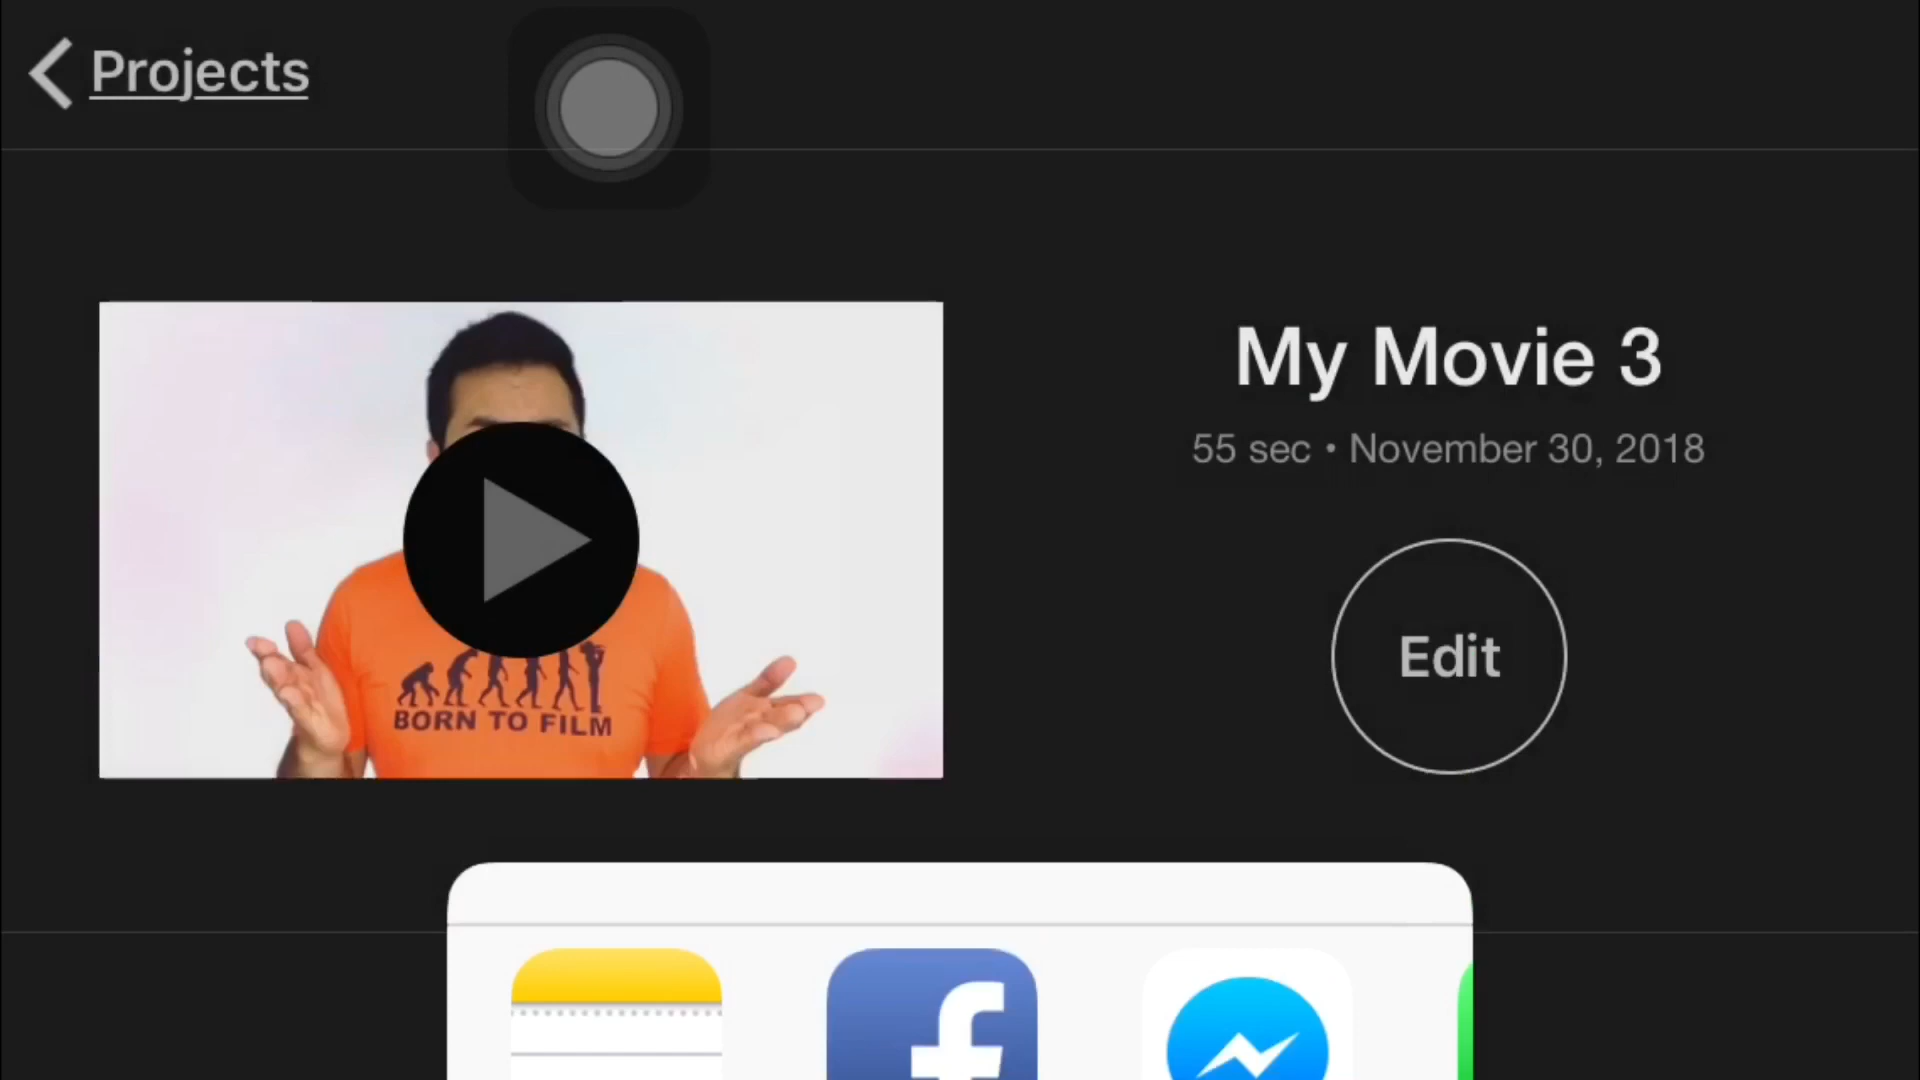 Projects
My Movie 3
55 sec • November 30, 2018
Edit
BORN TO FILM